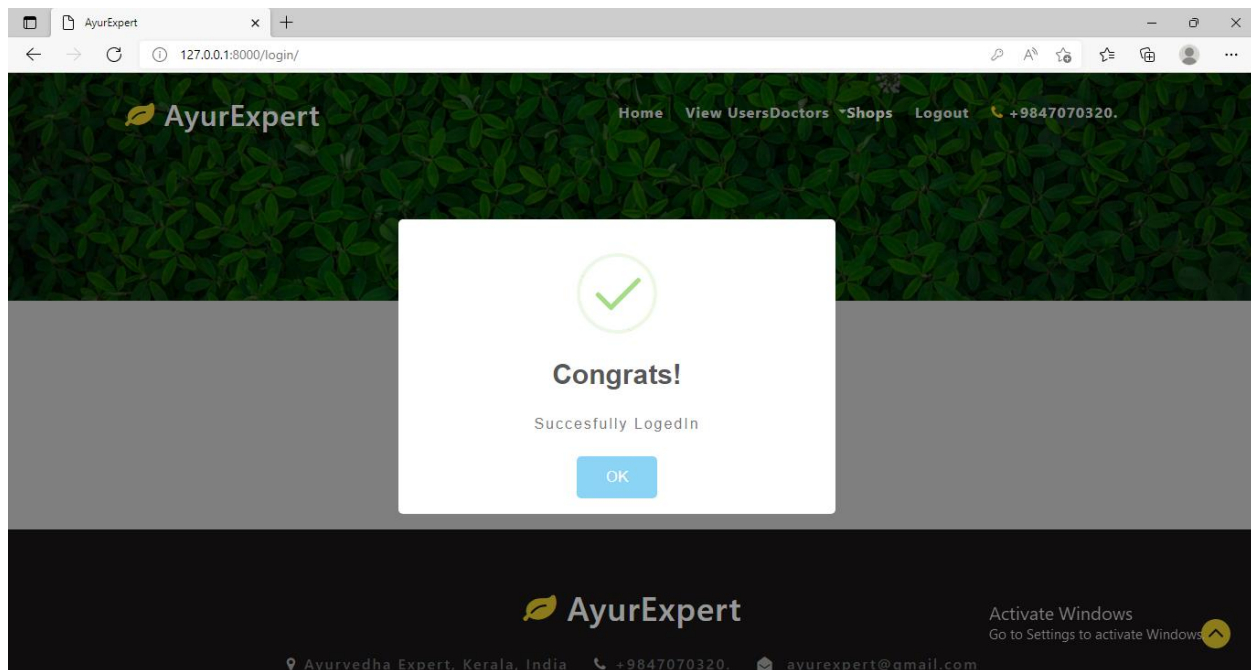 AyurExpert
127.0.0.1:8000/login/
AyurExpert
Home View UsersDoctors Shops Logout +9847070320.
Congrats!
Succesfully LogedIn
OK
AyurExpert
Activate Windows
Go to Settings to activate Windows
Ayurvedha Expert, Kerala, India +9847070320. ayurexpert@gmail.com